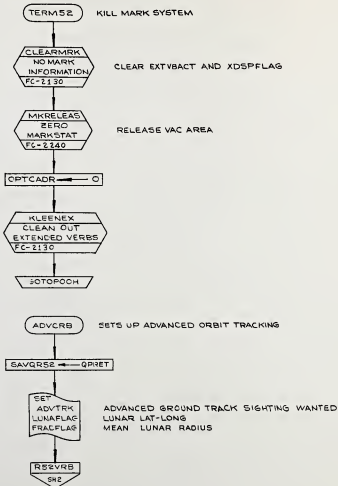 TERM52 KILL MARK SYSTEM
CLEARMRK
NO MARK
INFORMATION
FC-2130
CLEAR EXTVBACT AND XDSPFLAG
MKRELEAS
ZERO
MARKSTAT
FC-2240
RELEASE VAC AREA
OPTCADR 0
KLEENEX
CLEAN OUT
EXTENDED VERBS
FC-2130
GOTOPOOH
ADVCRB SETS UP ADVANCED ORBIT TRACKING
SAVQR52 QPRET
SET
ADVTRK ADVANCED GROUND TRACK SIGHTING WANTED
LUNAFLAG LUNAR LAT-LONG
FRACFLAG MEAN LUNAR RADIUS
R52VRB
SH2